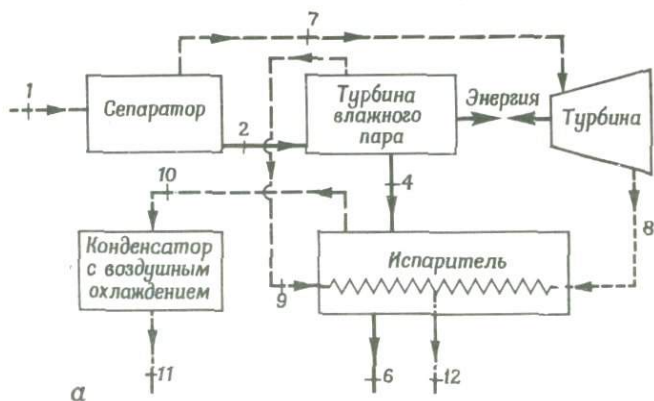 7
1
Сепаратор
2
Турбина
влажного
пара
Энергия
Турбина
10
4
8
Конденсатор
с воздушным
охлаждением
Испаритель
9
11
6
12
а